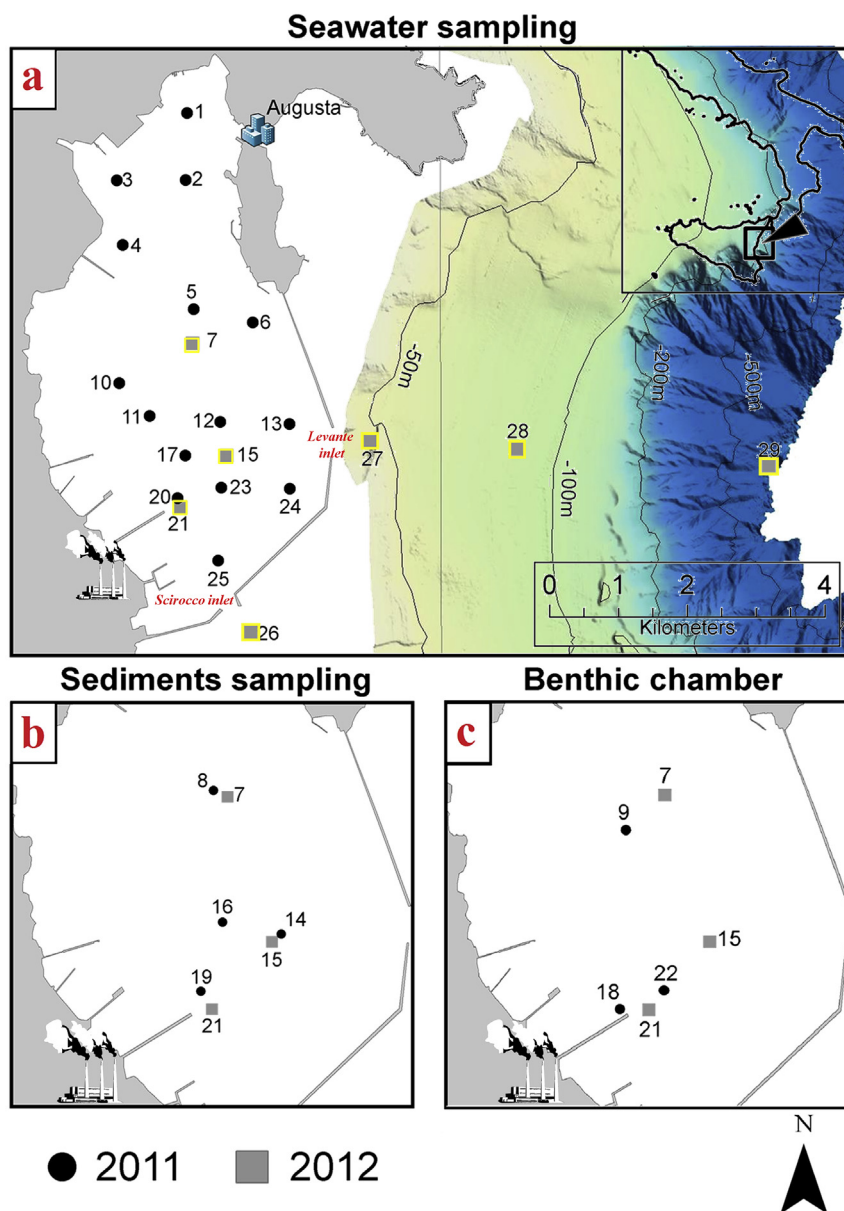 Seawater sampling
a
Augusta
1
3
2
4
5
6
7
10
11
12
13
Levante
inlet
27
28
29
17
15
20
23
24
21
25
Scirocco inlet
26
-50m
-100m
-200m
-500m
0 1 2 4
Kilometers
Sediments sampling
b
8
7
16
14
15
19
21
Benthic chamber
c
7
9
15
22
18
21
N
2011
2012